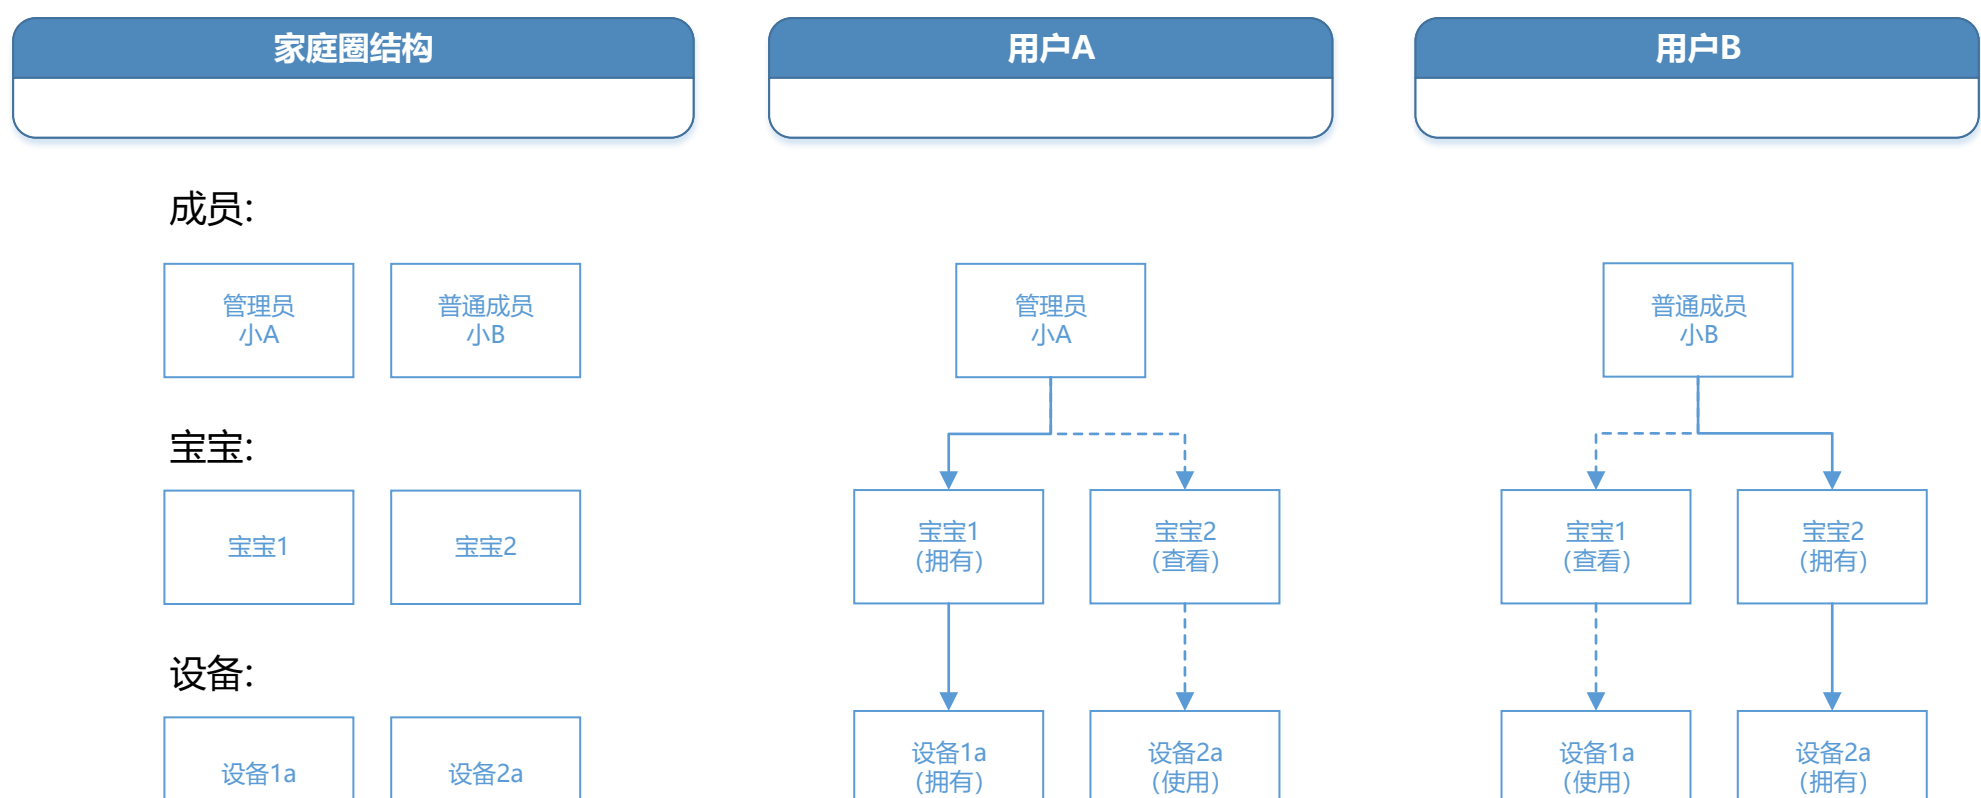 家庭圈结构
用户A
用户B
成员:
管理员
小A
普通成员
小B
管理员
小A
普通成员
小B
宝宝:
宝宝1
宝宝2
宝宝1
(拥有)
宝宝2
(查看)
宝宝1
(查看)
宝宝2
(拥有)
设备:
设备1a
设备2a
设备1a
(拥有)
设备2a
(使用)
设备1a
(使用)
设备2a
(拥有)